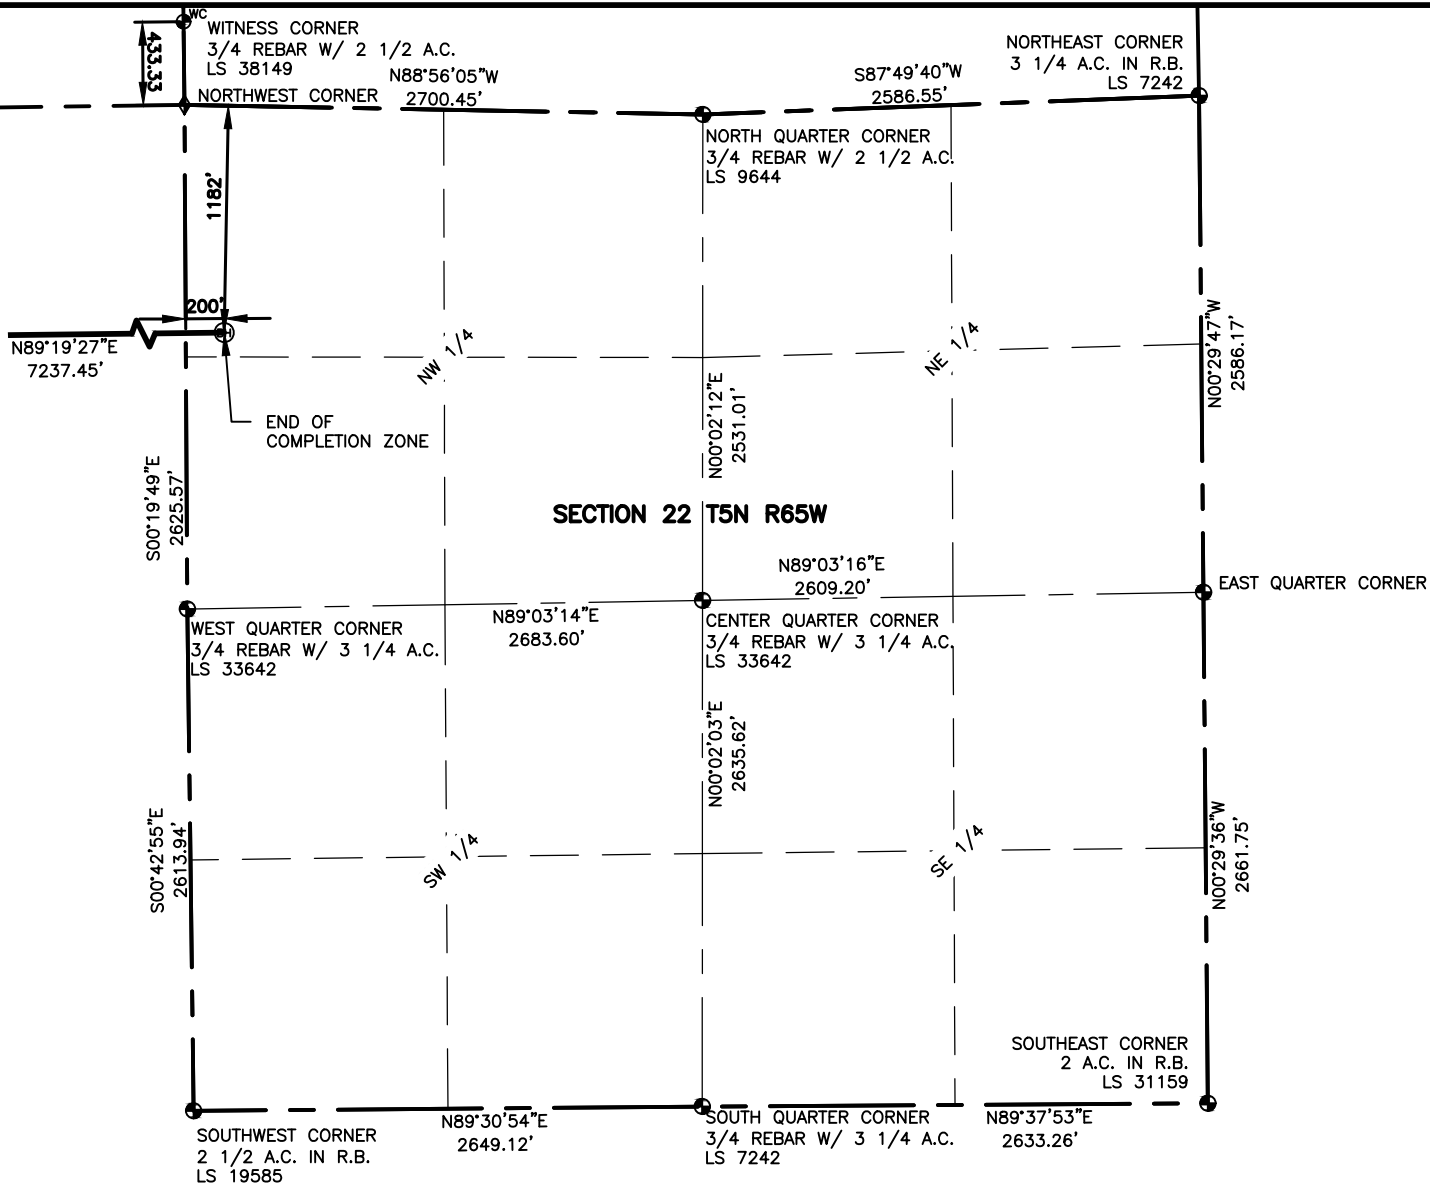 WC
WITNESS CORNER
3/4 REBAR W/ 2 1/2 A.C.
LS 38149
433.33
NORTHWEST CORNER
N88°56'05"W
2700.45'
S87°49'40"W
2586.55'
NORTHEAST CORNER
3 1/4 A.C. IN R.B.
LS 7242
NORTH QUARTER CORNER
3/4 REBAR W/ 2 1/2 A.C.
LS 9644
1182'
200'
N89°19'27"E
7237.45'
END OF
COMPLETION ZONE
NW 1/4
NE 1/4
N00°02'12"E
2531.01'
N00°29'47"W
2586.17'
S00°19'49"E
2625.57'
SECTION 22 T5N R65W
N89°03'16"E
2609.20'
EAST QUARTER CORNER
N89°03'14"E
2683.60'
WEST QUARTER CORNER
3/4 REBAR W/ 3 1/4 A.C.
LS 33642
CENTER QUARTER CORNER
3/4 REBAR W/ 3 1/4 A.C.
LS 33642
N00°02'03"E
2635.62'
S00°42'55"E
2613.94'
SW 1/4
SE 1/4
N00°29'36"W
2661.75'
SOUTHEAST CORNER
2 A.C. IN R.B.
LS 31159
SOUTHWEST CORNER
2 1/2 A.C. IN R.B.
LS 19585
N89°30'54"E
2649.12'
SOUTH QUARTER CORNER
3/4 REBAR W/ 3 1/4 A.C.
LS 7242
N89°37'53"E
2633.26'